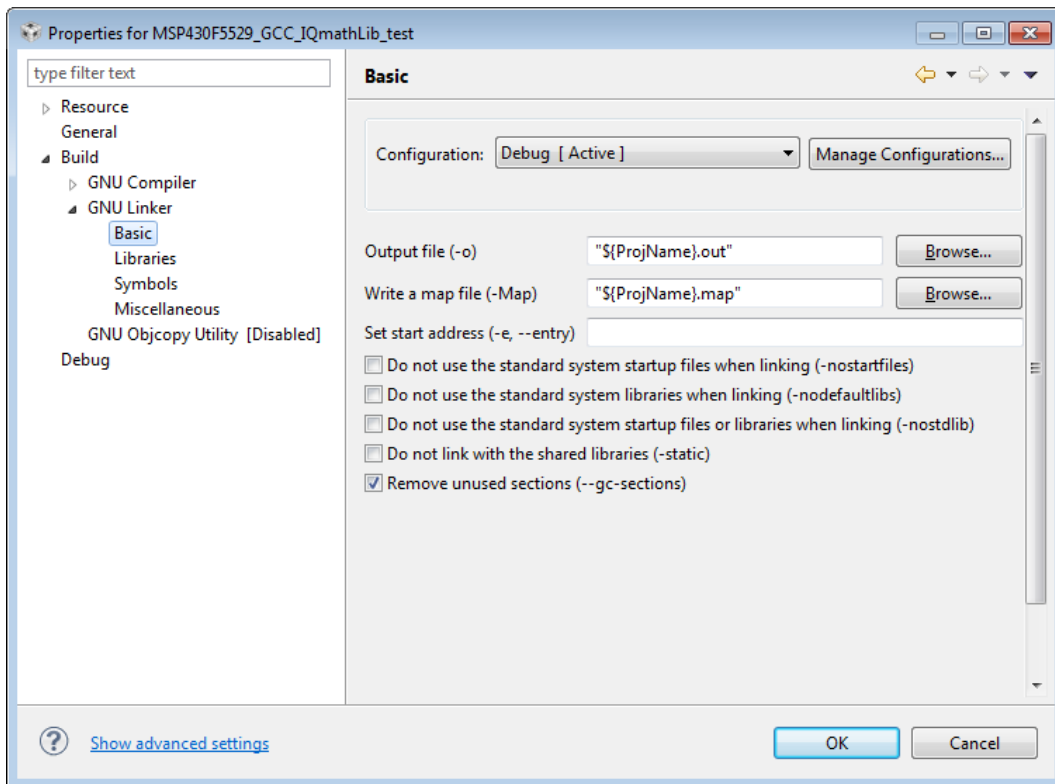 Properties for MSP430F5529_GCC_IQmathLib_test
type filter text
Resource
General
Build
GNU Compiler
GNU Linker
Basic
Libraries
Symbols
Miscellaneous
GNU Objcopy Utility [Disabled]
Debug
Basic
Configuration: Debug [ Active ] Manage Configurations...
Output file (-o) "${ProjName}.out" Browse...
Write a map file (-Map) "${ProjName}.map" Browse...
Set start address (-e, --entry)
Do not use the standard system startup files when linking (-nostartfiles)
Do not use the standard system libraries when linking (-nodefaultlibs)
Do not use the standard system startup files or libraries when linking (-nostdlib)
Do not link with the shared libraries (-static)
Remove unused sections (--gc-sections)
? Show advanced settings OK Cancel